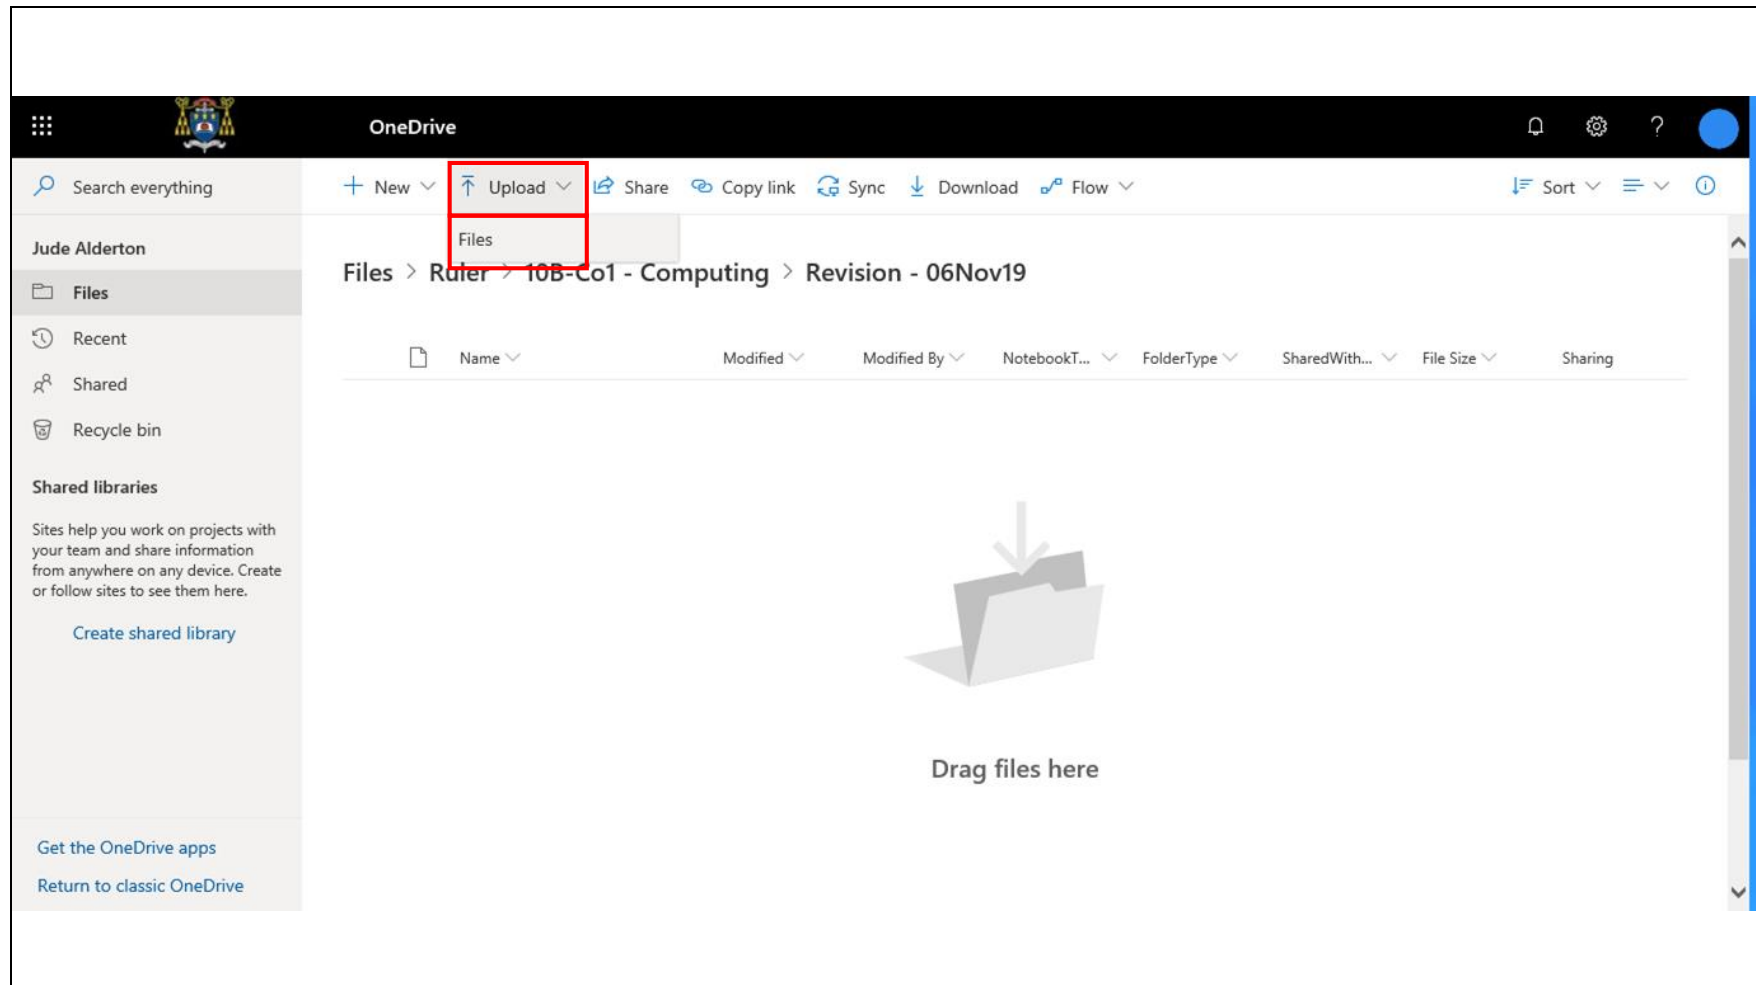 OneDrive
?
Search everything
New
Upload
Share
Copy link
Sync
Download
Flow
Sort
Files
Jude Alderton
Files
Recent
Shared
Recycle bin
Shared libraries
Sites help you work on projects with
your team and share information
from anywhere on any device. Create
or follow sites to see them here.
Create shared library
Get the OneDrive apps
Return to classic OneDrive
Files > Ruler > 10B-Co1 - Computing > Revision - 06Nov19
Name
Modified
Modified By
NotebookT...
FolderType
SharedWith...
File Size
Sharing
Drag files here